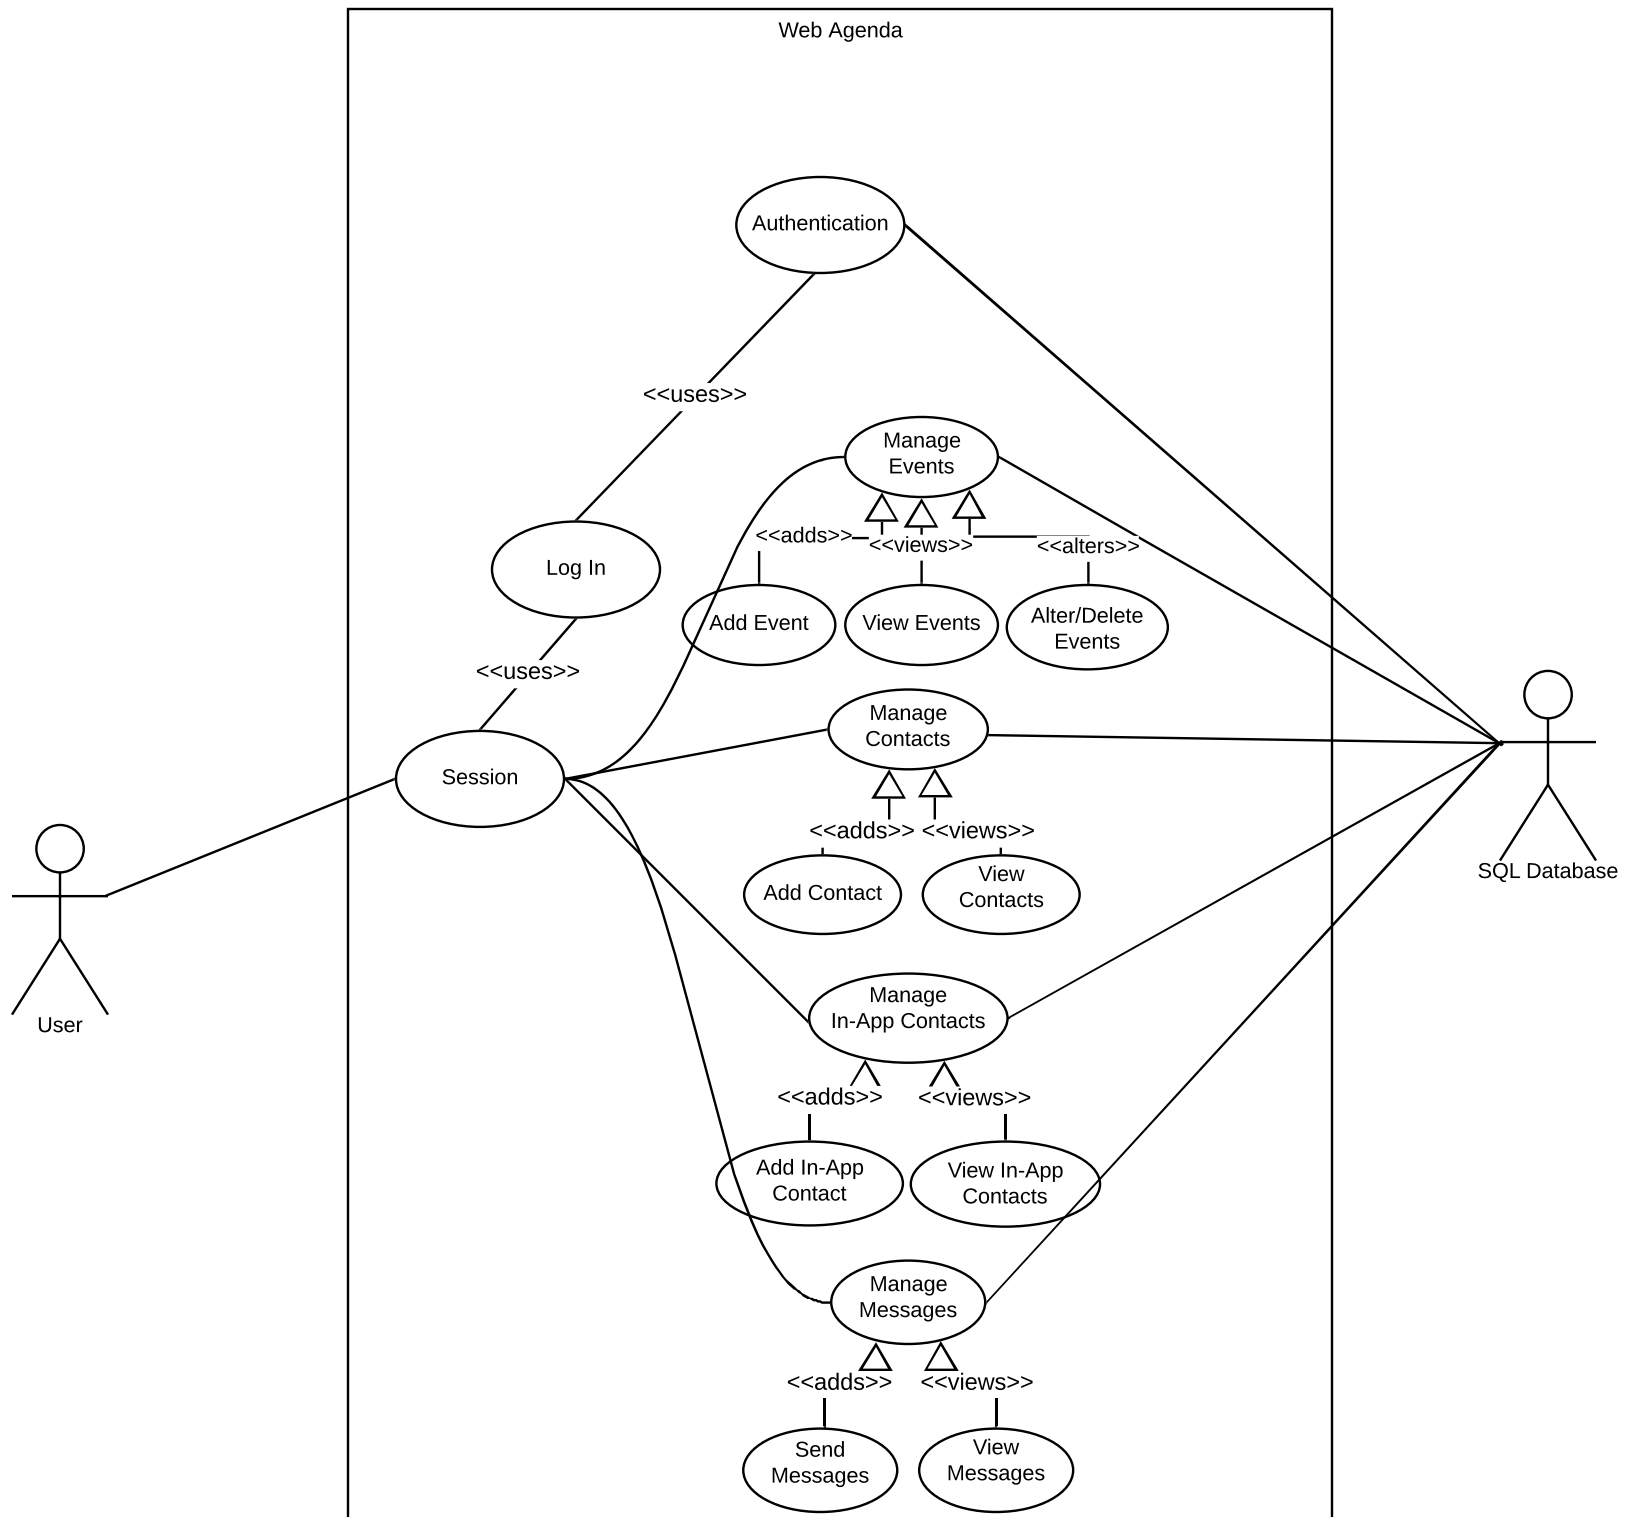 Web Agenda
Authentication
<<uses>>
Manage
Events
<<adds>>
<<views>>
<<alters>>
Log In
Add Event
View Events
Alter/Delete
Events
<<uses>>
Manage
Contacts
Session
<<adds>>
<<views>>
Add Contact
View
Contacts
SQL Database
Manage
In-App Contacts
User
<<adds>>
<<views>>
Add In-App
Contact
View In-App
Contacts
Manage
Messages
<<adds>>
<<views>>
Send
Messages
View
Messages